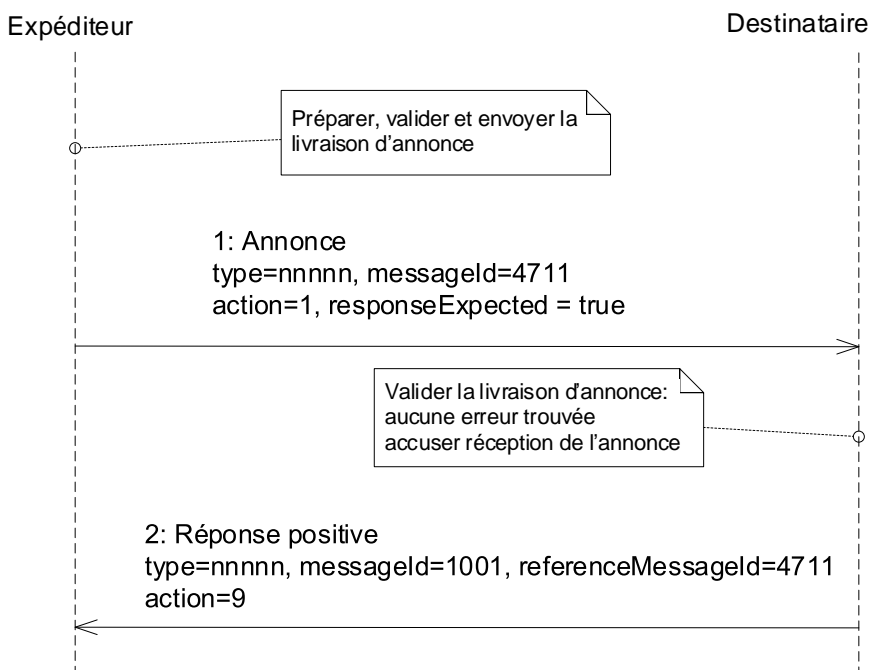 Expéditeur
Destinataire
Préparer, valider et envoyer la
livraison d'annonce
1: Annonce
type=nnnnn, messageId=4711
action=1, responseExpected = true
Valider la livraison d'annonce:
aucune erreur trouvée
accuser réception de l'annonce
2: Réponse positive
type=nnnnn, messageId=1001, referenceMessageId=4711
action=9